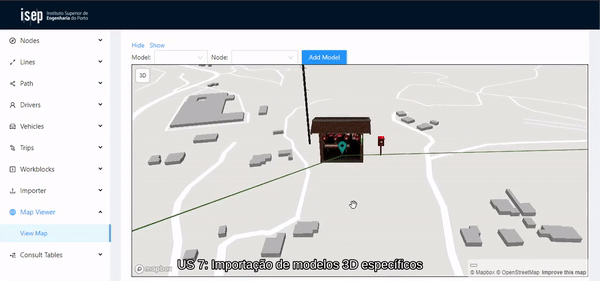 isep Instituto Superior de
Engenharia do Porto
Nodes
Lines
Path
Drivers
Vehicles
Trips
Workblocks
Importer
Map Viewer
View Map
Consult Tables
Hide Show
Model: Node: Add Model
3D
mapbox
US 7: Importação de modelos 3D específicos
© Mapbox © OpenStreetMap Improve this map